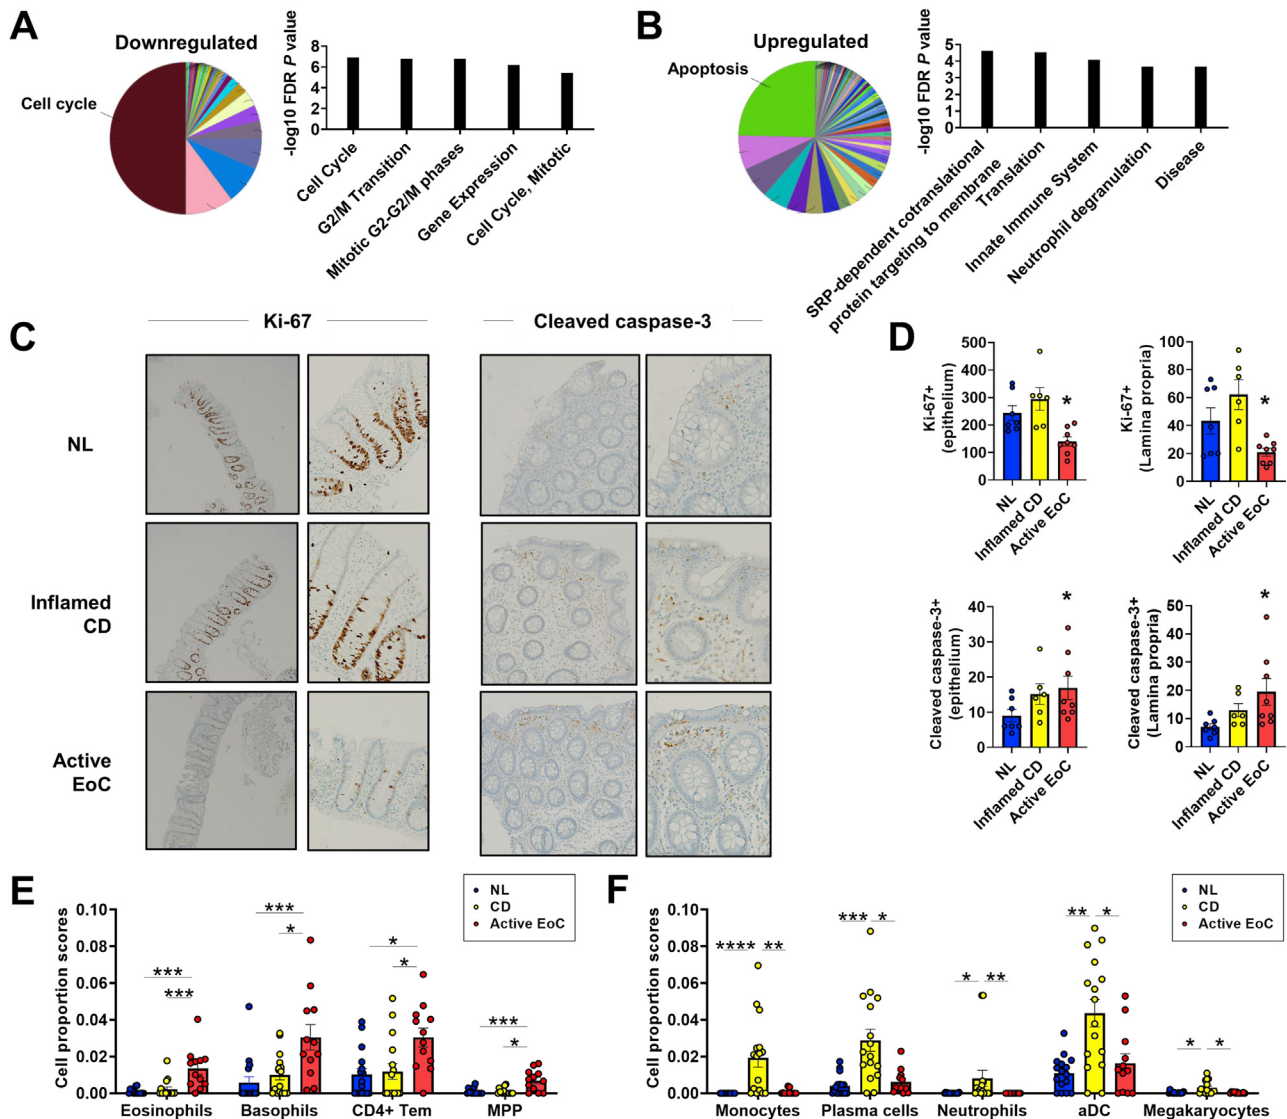 A
Downregulated
Cell cycle
-log10 FDR P value
8
6
4
2
0
Cell Cycle
G2/M Transition
Mitotic G2-G2/M phases
Gene Expression
Cell Cycle, Mitotic
B
Upregulated
Apoptosis
-log10 FDR P value
5
4
3
2
1
0
SRP-dependent cotranslational
protein targeting to membrane
Translation
Innate Immune System
Neutrophil degranulation
Disease
C
Ki-67
Cleaved caspase-3
NL
Inflamed
CD
Active
EoC
D
Ki-67+
(epithelium)
500
400
300
200
100
0
*
NL
Inflamed CD
Active EoC
Ki-67+
(Lamina propria)
100
80
60
40
20
0
*
NL
Inflamed CD
Active EoC
Cleaved caspase-3+
(epithelium)
40
30
20
10
0
*
NL
Inflamed CD
Active EoC
Cleaved caspase-3+
(Lamina propria)
50
40
30
20
10
0
*
NL
Inflamed CD
Active EoC
E
NL
CD
Active EoC
Cell proportion scores
0.10
0.08
0.06
0.04
0.02
0.00
***
***
***
*
*
*
***
*
Eosinophils
Basophils
CD4+ Tem
MPP
F
NL
CD
Active EoC
Cell proportion scores
0.10
0.08
0.06
0.04
0.02
0.00
**** **
*** *
* **
** *
* *
Monocytes
Plasma cells
Neutrophils
aDC
Megakaryocytes